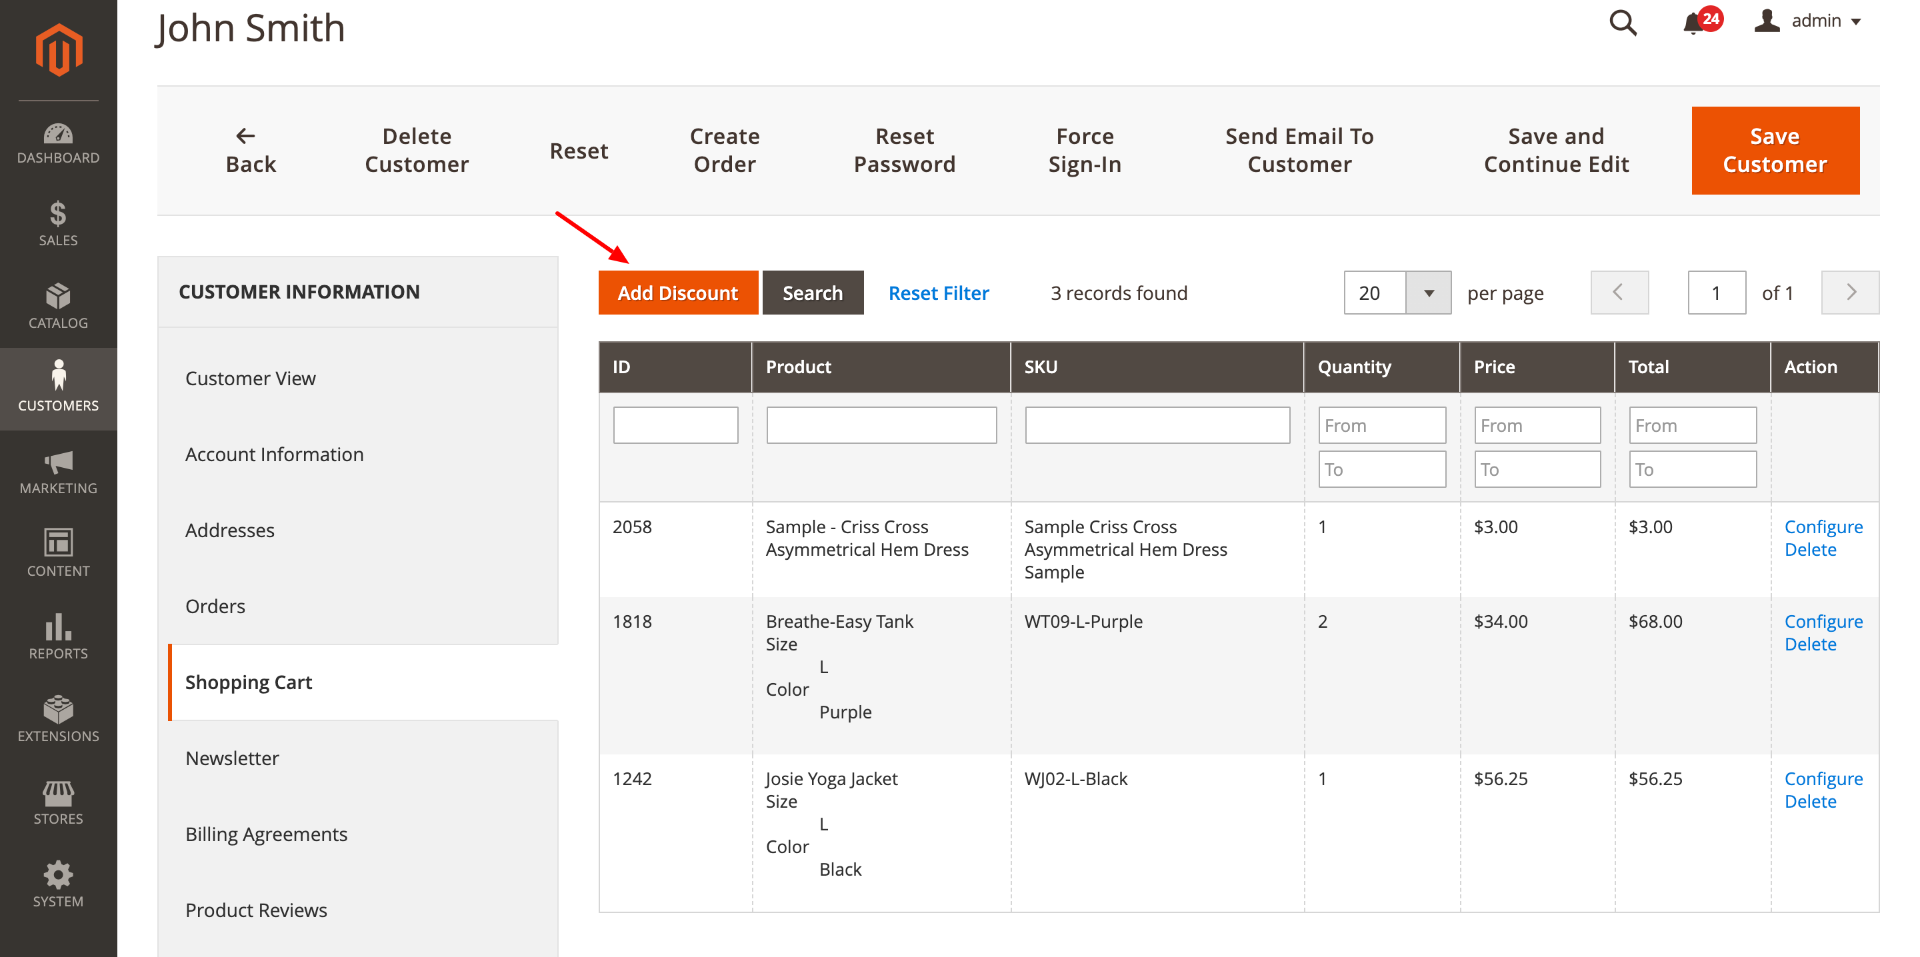 John Smith
24
admin
Back
Delete
Customer
Reset
Create
Order
Reset
Password
Force
Sign-In
Send Email To
Customer
Save and
Continue Edit
Save
Customer
DASHBOARD
SALES
CATALOG
CUSTOMERS
MARKETING
CONTENT
REPORTS
EXTENSIONS
STORES
SYSTEM
CUSTOMER INFORMATION
Customer View
Account Information
Addresses
Orders
Shopping Cart
Newsletter
Billing Agreements
Product Reviews
Add Discount Search Reset Filter 3 records found 20 per page 1 of 1
ID Product SKU Quantity Price Total Action
From From From
To To To
2058 Sample - Criss Cross Sample Criss Cross 1 $3.00 $3.00 Configure
Asymmetrical Hem Dress Asymmetrical Hem Dress Delete
Sample
1818 Breathe-Easy Tank WT09-L-Purple 2 $34.00 $68.00 Configure
Size Delete
L
Color
Purple
1242 Josie Yoga Jacket WJ02-L-Black 1 $56.25 $56.25 Configure
Size Delete
L
Color
Black